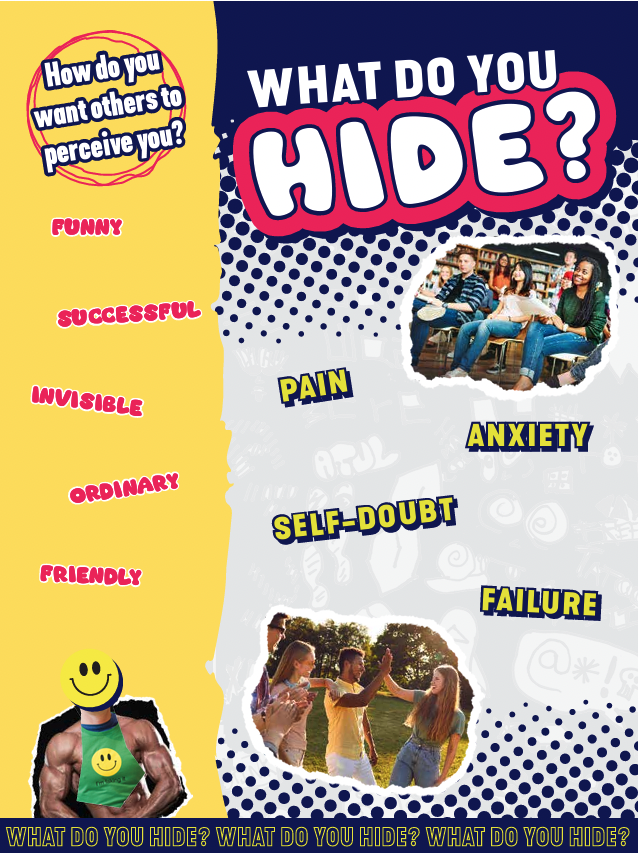 How do you
want others to
perceive you?
FUNNY
SUCCESSFUL
INVISIBLE
ORDINARY
FRIENDLY
WHAT DO YOU
HIDE?
PAIN
ANXIETY
SELF-DOUBT
FAILURE
@*!
WHAT DO YOU HIDE? WHAT DO YOU HIDE? WHAT DO YOU HIDE?